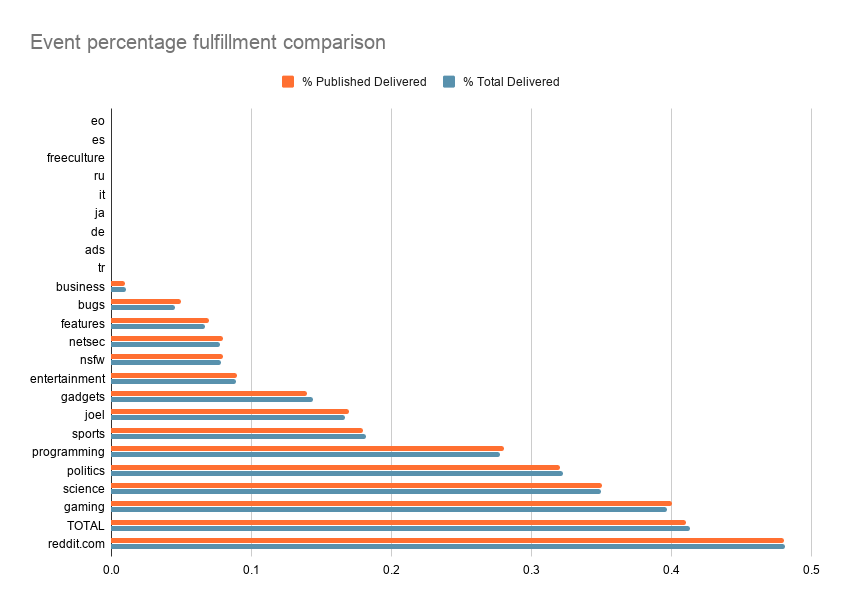 Event percentage fulfillment comparison
% Published Delivered % Total Delivered
eo
es
freeculture
ru
it
ja
de
ads
tr
business
bugs
features
netsec
nsfw
entertainment
gadgets
joel
sports
programming
politics
science
gaming
TOTAL
reddit.com
0.0 0.1 0.2 0.3 0.4 0.5